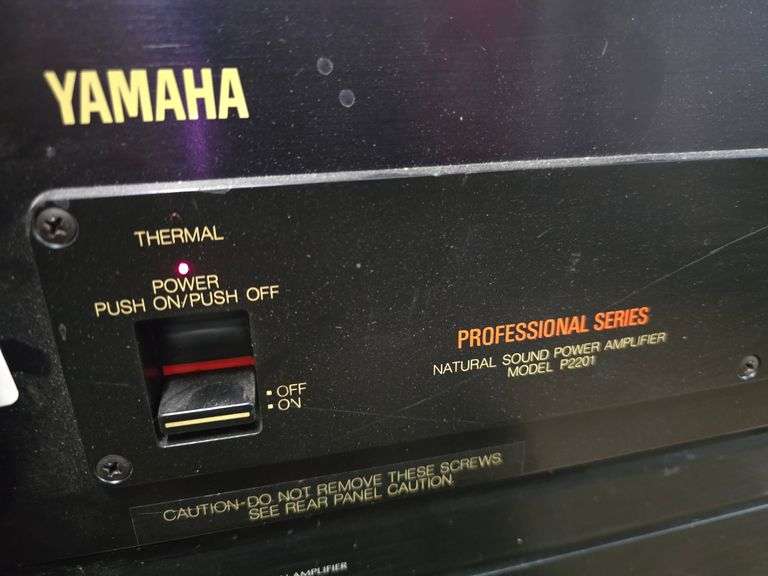 YAMAHA
THERMAL
POWER
PUSH ON/PUSH OFF
OFF
ON
PROFESSIONAL SERIES
NATURAL SOUND POWER AMPLIFIER
MODEL P2201
CAUTION-DO NOT REMOVE THESE SCREWS.
SEE REAR PANEL CAUTION.
AMPLIFIER